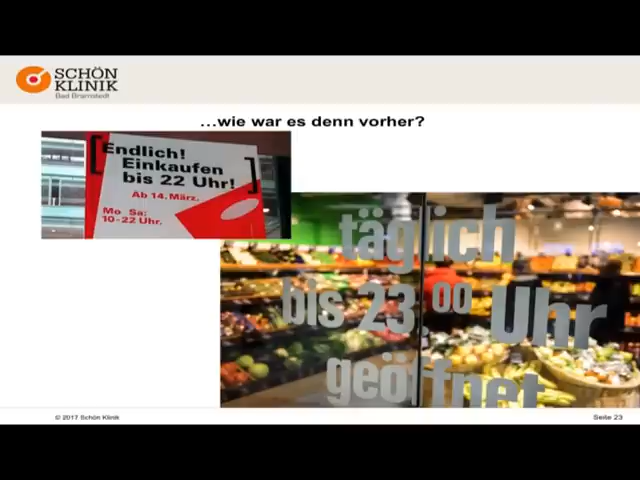 SCHÖN
KLINIK
Bad Bramstedt
...wie war es denn vorher?
[Endlich!
Einkaufen
bis 22 Uhr!]
Ab 14. März.
Mo Sa:
10-22 Uhr.
täglich
bis 23.00 Uhr
geöffnet
© 2017 Schön Klinik
Seite 23